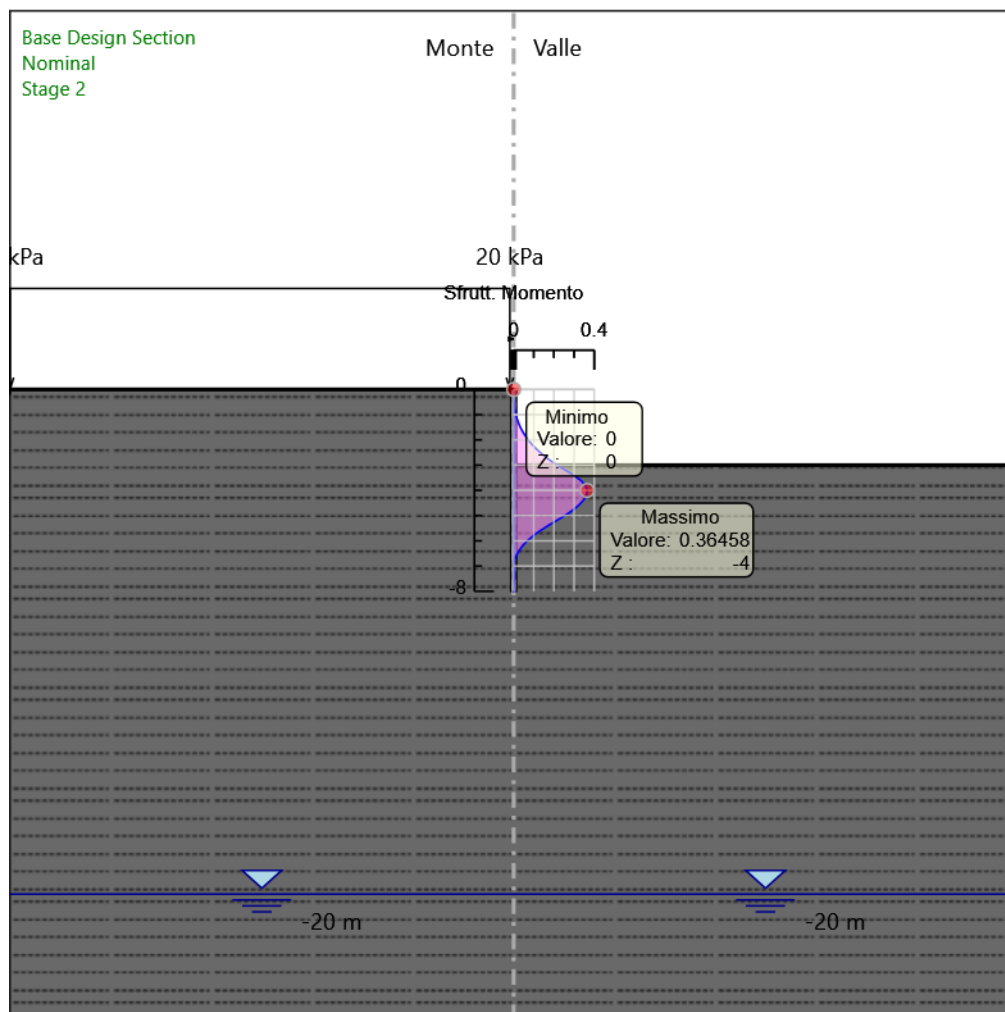 Base Design Section
Nominal
Stage 2
Monte
Valle
kPa
20 kPa
Sfrutt. Momento
0
0.4
0
Minimo
Valore: 0
Z : 0
Massimo
Valore: 0.36458
Z : -4
-8
-20 m
-20 m